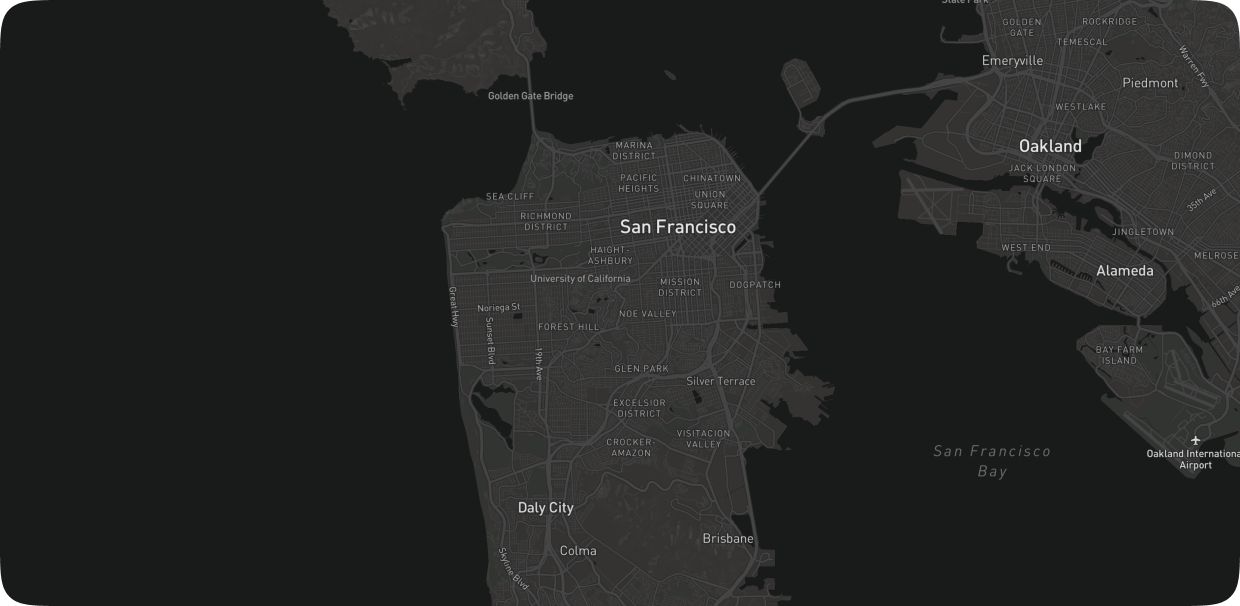 State Park
GOLDEN
GATE
ROCKRIDGE
TEMESCAL
Warren Fwy
Emeryville
Piedmont
Golden Gate Bridge
WESTLAKE
MARINA
DISTRICT
Oakland
DIMOND
DISTRICT
JACK LONDON
SQUARE
PACIFIC
HEIGHTS
CHINATOWN
SEA CLIFF
UNION
SQUARE
35th Ave
RICHMOND
DISTRICT
San Francisco
JINGLETOWN
HAIGHT-
ASHBURY
WEST END
MELROSE
University of California
Alameda
MISSION
DISTRICT
DOGPATCH
66th Ave
Great Hwy
Noriega St
NOE VALLEY
Sunset Blvd
FOREST HILL
19th Ave
BAY FARM
ISLAND
GLEN PARK
Silver Terrace
EXCELSIOR
DISTRICT
VISITACION
VALLEY
CROCKER-
AMAZON
San Francisco
Bay
Oakland Internationa
Airport
Daly City
Brisbane
Colma
Skyline Blvd